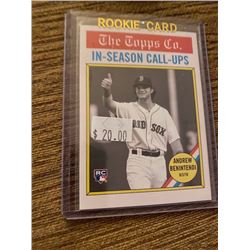 ROOKIE CARD
The Topps Co.
IN-SEASON CALL-UPS
RED SOX
$ 20.00
ANDREW
BENINTENDI
RC